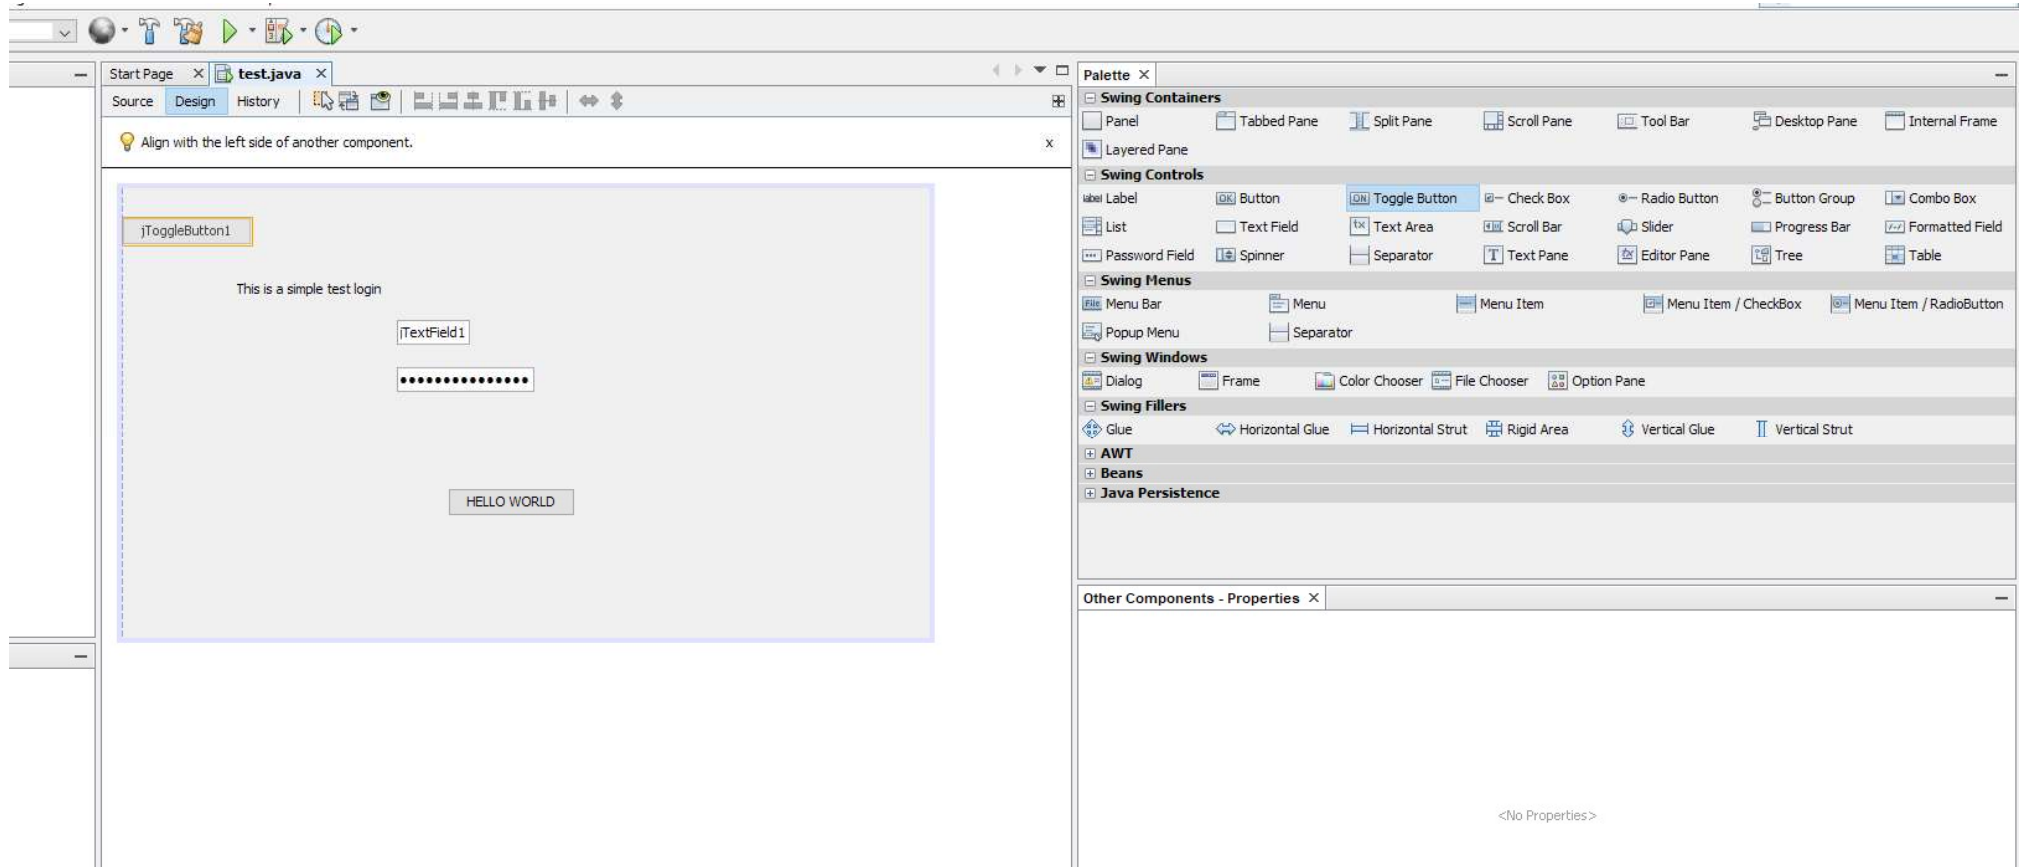 Start Page test.java
Source Design History
Align with the left side of another component. x
jToggleButton1
This is a simple test login
jTextField1
HELLO WORLD
Palette
Swing Containers
Panel Tabbed Pane Split Pane Scroll Pane Tool Bar Desktop Pane Internal Frame
Layered Pane
Swing Controls
label Label OK Button ON Toggle Button Check Box Radio Button Button Group Combo Box
List Text Field tx Text Area Scroll Bar Slider Progress Bar Formatted Field
Password Field Spinner Separator T Text Pane Editor Pane Tree Table
Swing Menus
File Menu Bar Menu Menu Item Menu Item / CheckBox Menu Item / RadioButton
Popup Menu Separator
Swing Windows
Dialog Frame Color Chooser File Chooser Option Pane
Swing Fillers
Glue Horizontal Glue Horizontal Strut Rigid Area Vertical Glue Vertical Strut
AWT
Beans
Java Persistence
Other Components - Properties
<No Properties>